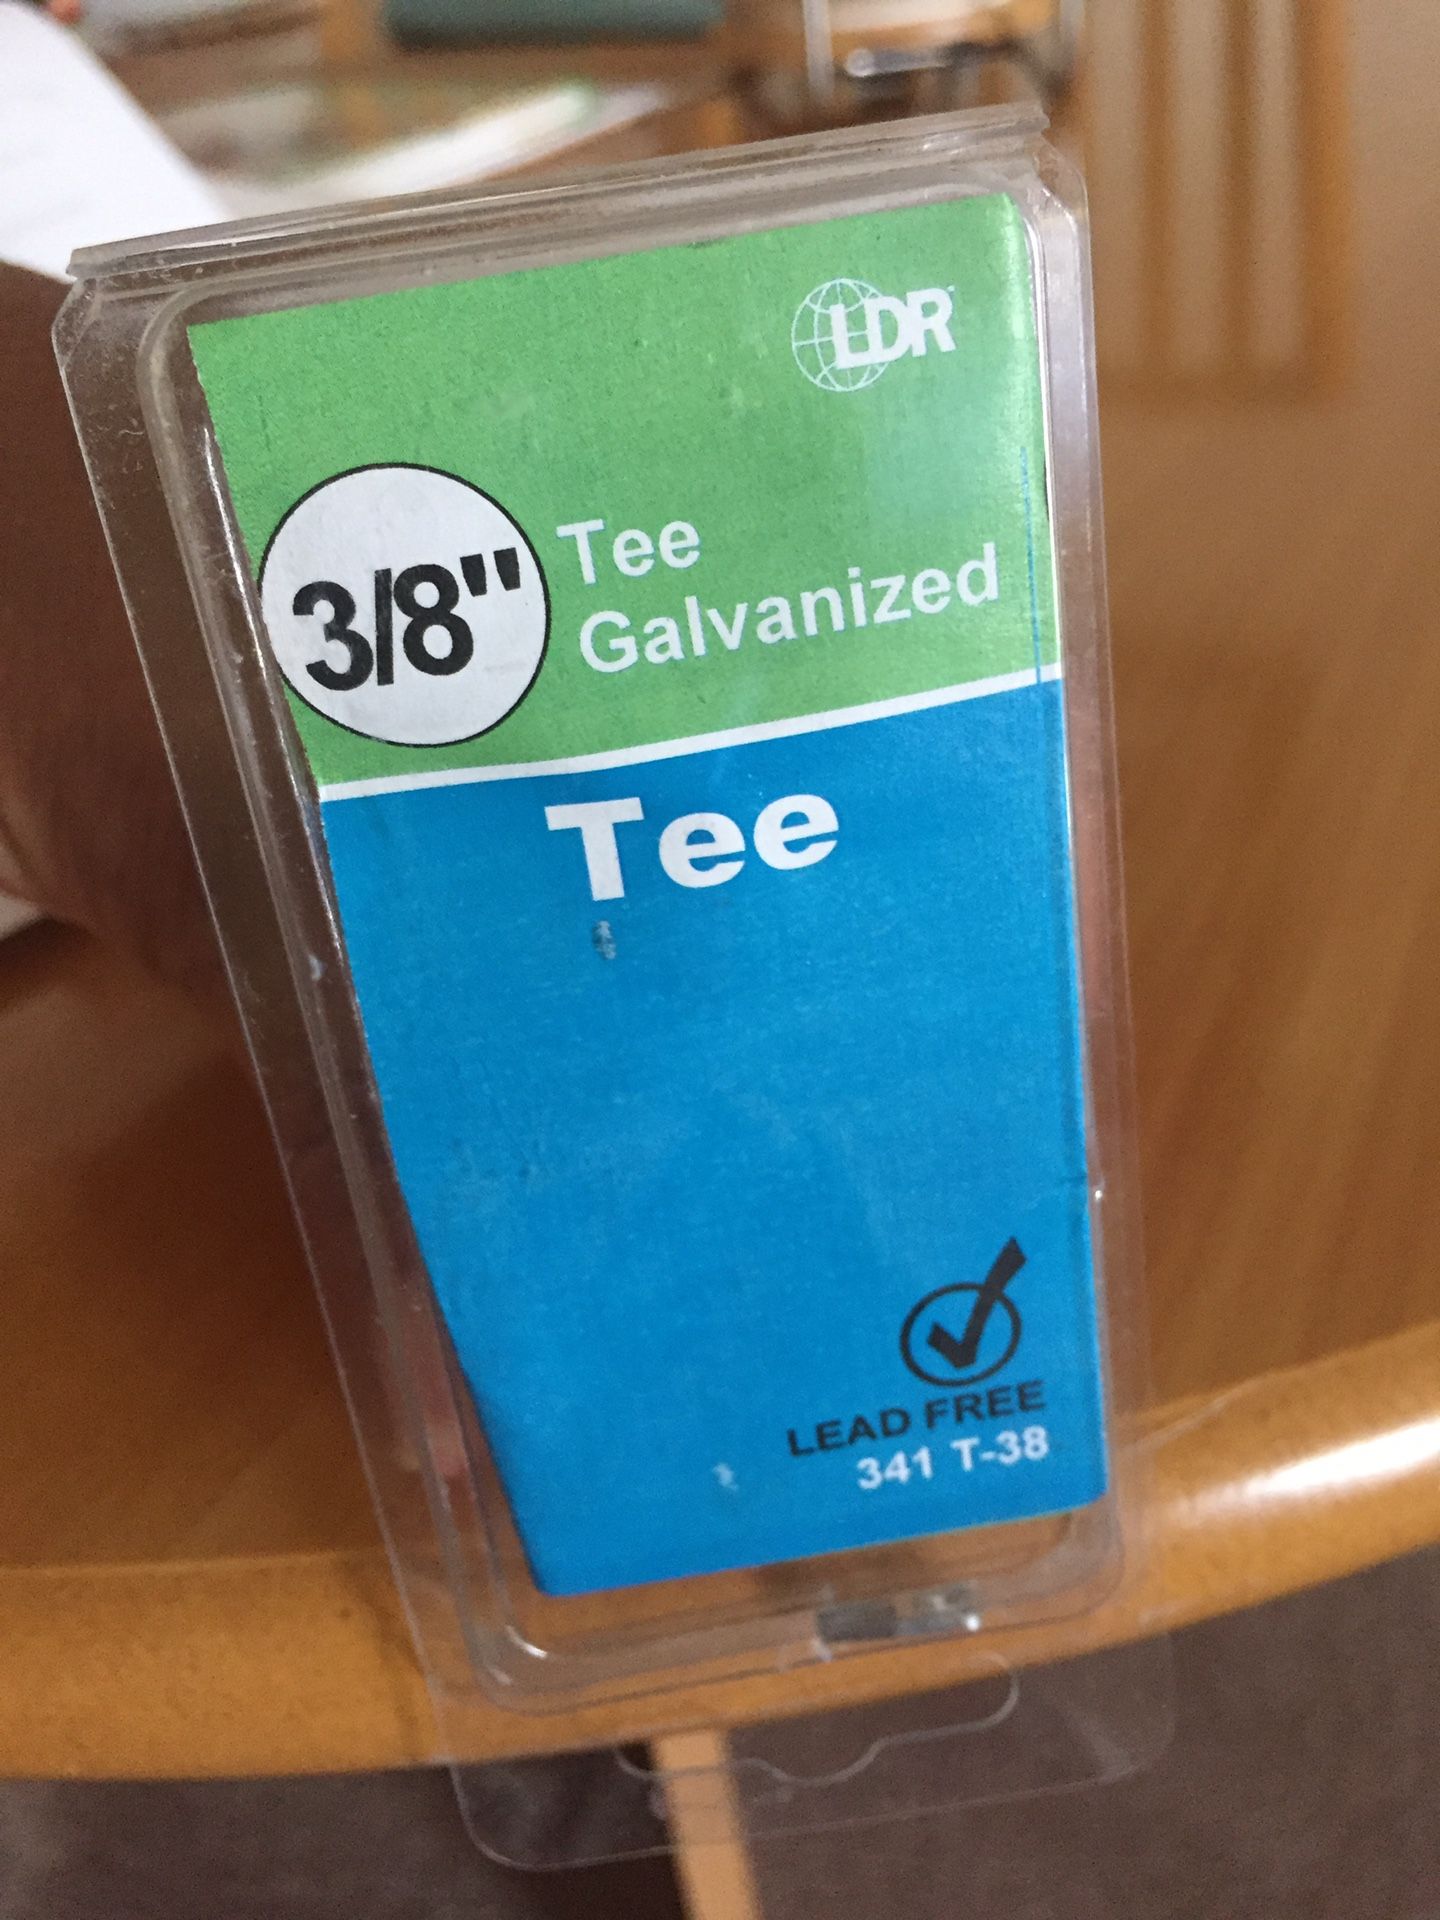 LDR
3/8"
Tee
Galvanized
Tee
LEAD FREE
341 T-38